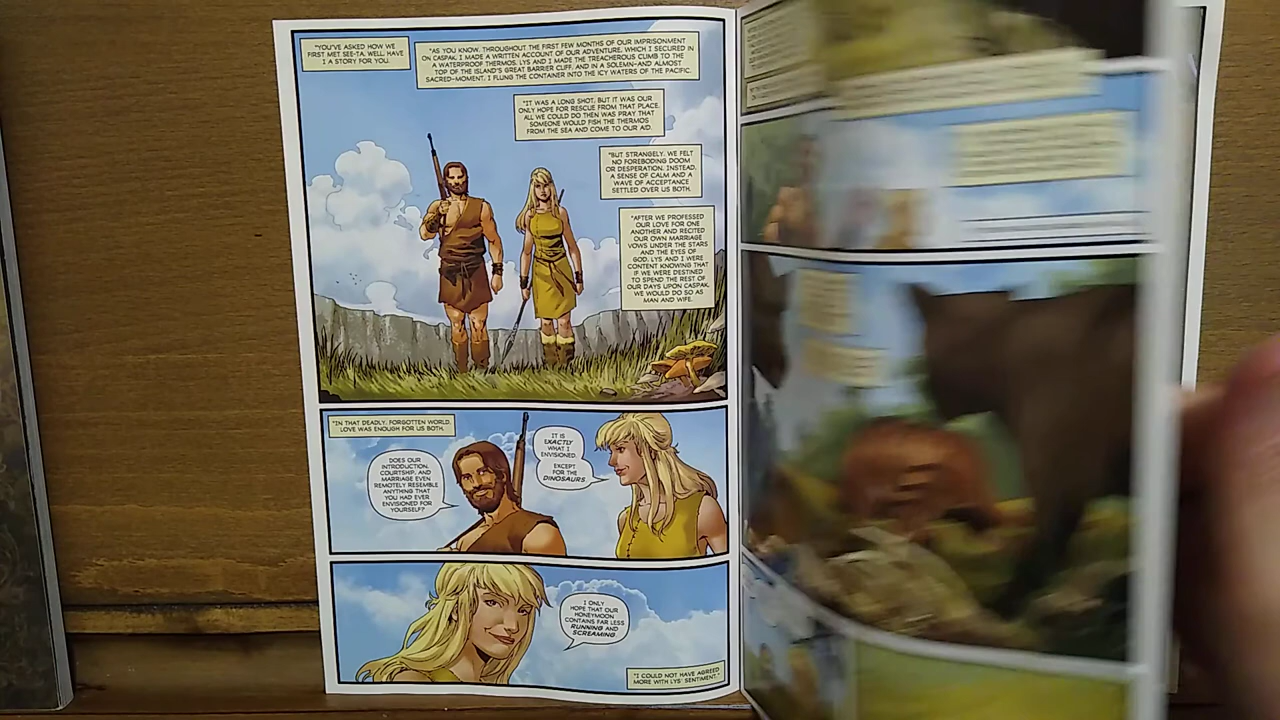 "YOU'VE ASKED HOW WE
FIRST MET SEE-TA. WELL, HAVE
I A STORY FOR YOU.
"AS YOU KNOW, THROUGHOUT THE FIRST FEW MONTHS OF OUR IMPRISONMENT
ON CASPAK, I MADE A WRITTEN ACCOUNT OF OUR ADVENTURE, WHICH I SECURED IN
A WATERPROOF THERMOS. LYS AND I MADE THE TREACHEROUS CLIMB TO THE
TOP OF THE ISLAND'S GREAT BARRIER CLIFF, AND IN A SOLEMN-AND ALMOST
SACRED-MOMENT, I FLUNG THE CONTAINER INTO THE ICY WATERS OF THE PACIFIC.
"IT WAS A LONG SHOT, BUT IT WAS OUR
ONLY HOPE FOR RESCUE FROM THAT PLACE.
ALL WE COULD DO THEN WAS PRAY THAT
SOMEONE WOULD FISH THE THERMOS
FROM THE SEA AND COME TO OUR AID.
"BUT STRANGELY, WE FELT
NO FOREBODING DOOM
OR DESPERATION. INSTEAD,
A SENSE OF CALM AND A
WAVE OF ACCEPTANCE
SETTLED OVER US BOTH.
"AFTER WE PROFESSED
OUR LOVE FOR ONE
ANOTHER AND RECITED
OUR OWN MARRIAGE
VOWS UNDER THE STARS
AND THE EYES OF
GOD, LYS AND I WERE
CONTENT KNOWING THAT
IF WE WERE DESTINED
TO SPEND THE REST OF
OUR DAYS UPON CASPAK,
WE WOULD DO SO AS
MAN AND WIFE.
"IN THAT DEADLY, FORGOTTEN WORLD,
LOVE WAS ENOUGH FOR US BOTH.
DOES OUR
INTRODUCTION,
COURTSHIP, AND
MARRIAGE EVEN
REMOTELY RESEMBLE
ANYTHING THAT
YOU HAD EVER
ENVISIONED FOR
YOURSELF?
IT IS
EXACTLY
WHAT I
ENVISIONED.
EXCEPT
FOR THE
DINOSAURS.
I ONLY
HOPE THAT OUR
HONEYMOON
CONTAINS FAR LESS
RUNNING AND
SCREAMING.
"I COULD NOT HAVE AGREED
MORE WITH LYS' SENTIMENT."